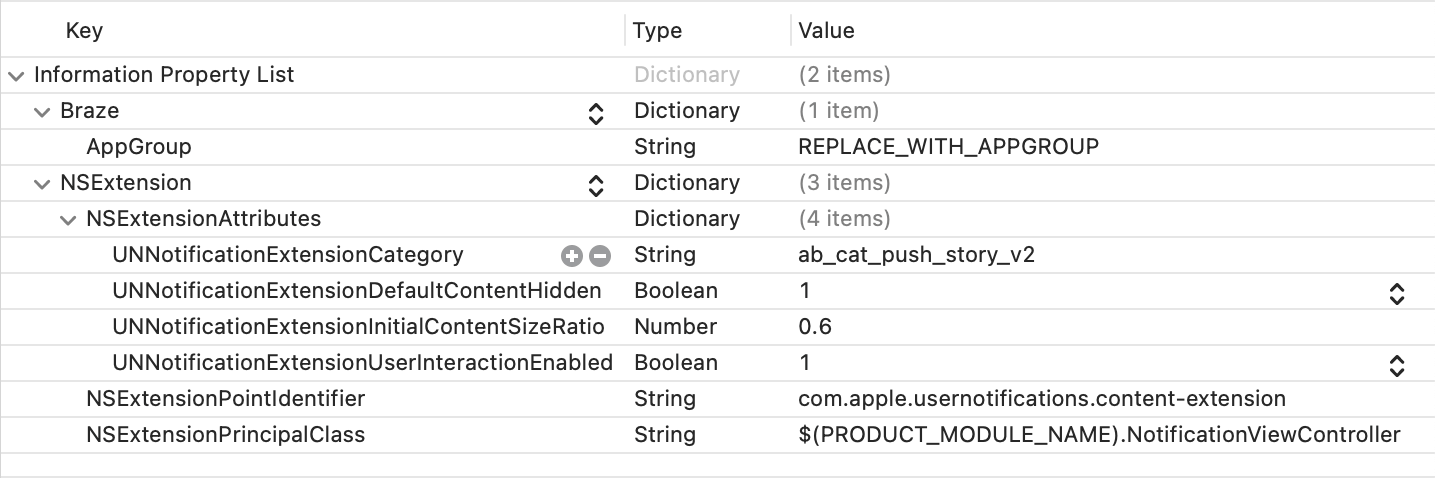 Key Type Value
Information Property List Dictionary (2 items)
Braze Dictionary (1 item)
AppGroup String REPLACE_WITH_APPGROUP
NSExtension Dictionary (3 items)
NSExtensionAttributes Dictionary (4 items)
UNNotificationExtensionCategory String ab_cat_push_story_v2
UNNotificationExtensionDefaultContentHidden Boolean 1
UNNotificationExtensionInitialContentSizeRatio Number 0.6
UNNotificationExtensionUserInteractionEnabled Boolean 1
NSExtensionPointIdentifier String com.apple.usernotifications.content-extension
NSExtensionPrincipalClass String $(PRODUCT_MODULE_NAME).NotificationViewController